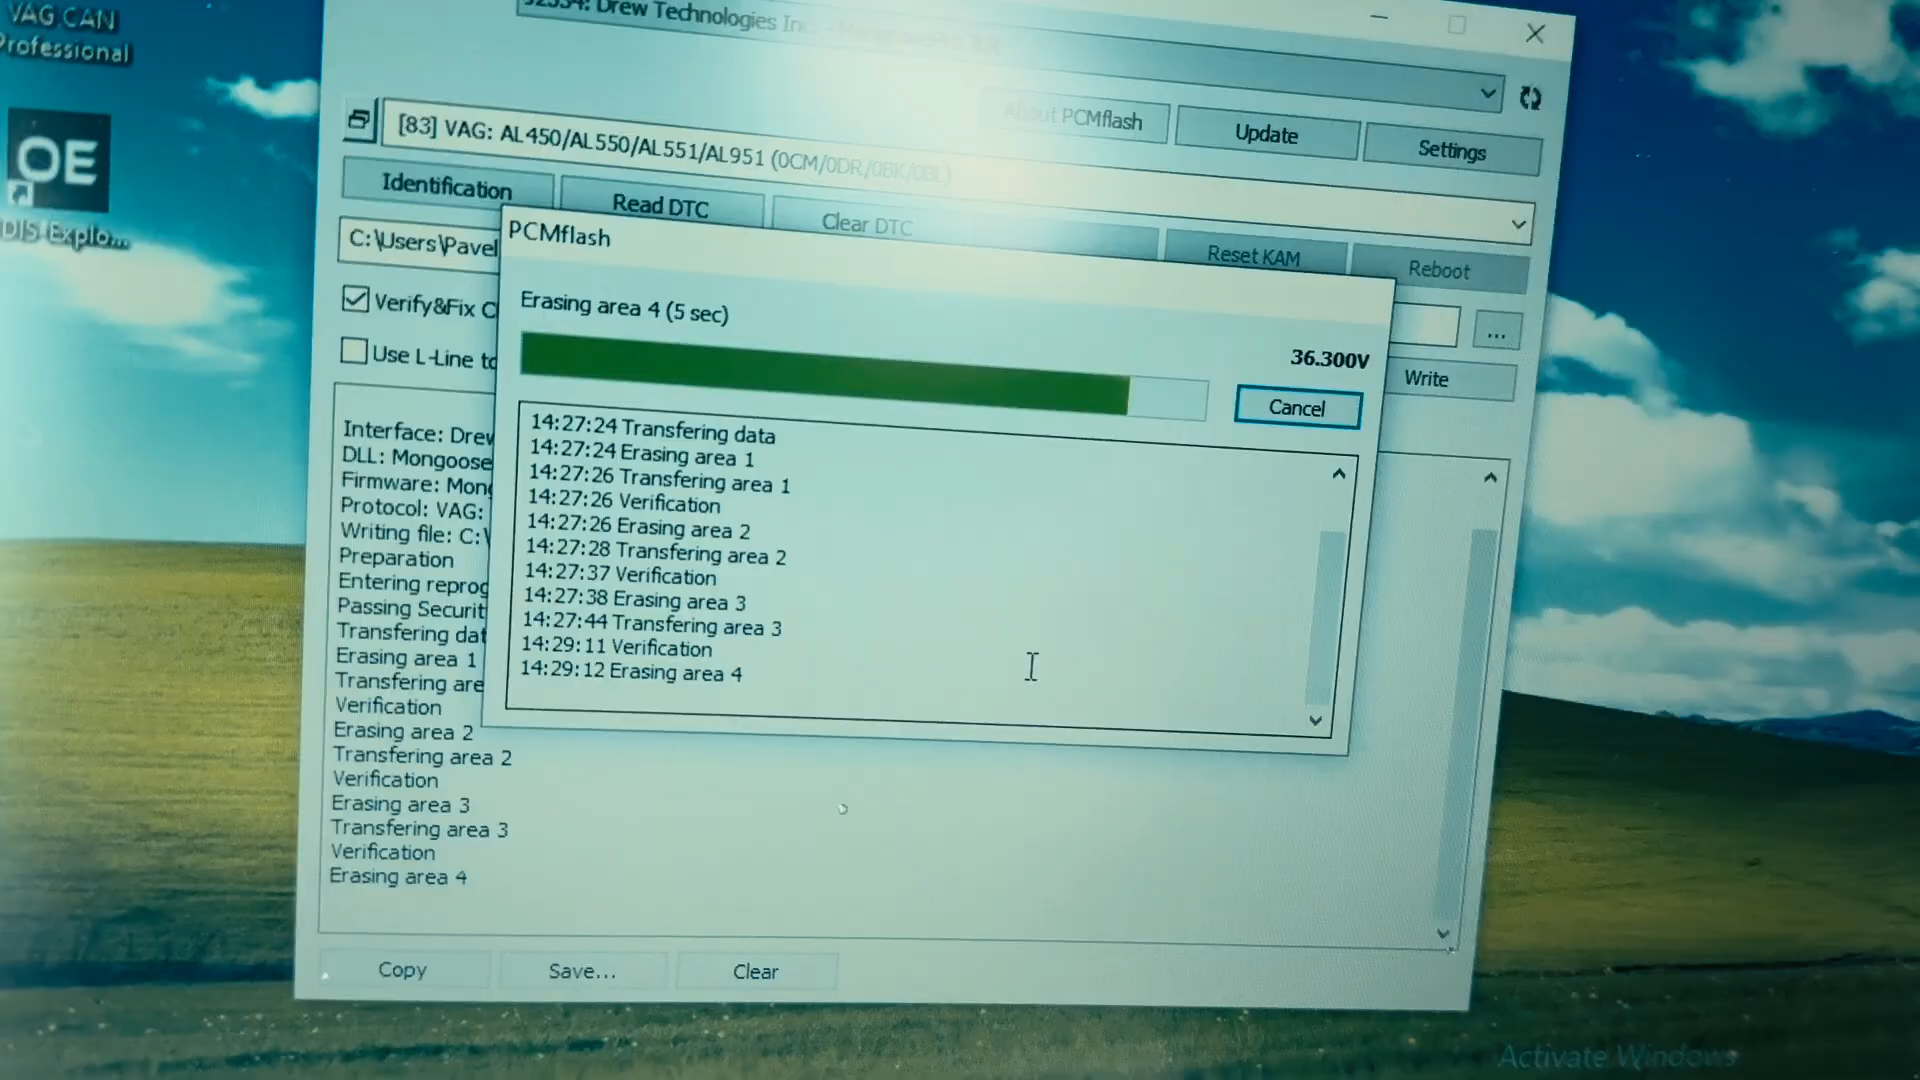 VAG CAN
Professional
OE
DIS-Explo...
J2534: Drew Technologies In
About PCMflash
Update
Settings
[83] VAG: AL450/AL550/AL551/AL951 (0CM/0DR/0BK/0BL)
Identification
Read DTC
Clear DTC
Reset KAM
Reboot
C:\Users\Pavel
...
Verify&Fix C
Use L-Line to
Write
PCMflash
Erasing area 4 (5 sec)
36.300V
Cancel
14:27:24 Transfering data
14:27:24 Erasing area 1
14:27:26 Transfering area 1
14:27:26 Verification
14:27:26 Erasing area 2
14:27:28 Transfering area 2
14:27:37 Verification
14:27:38 Erasing area 3
14:27:44 Transfering area 3
14:29:11 Verification
14:29:12 Erasing area 4
Interface: Drew
DLL: Mongoose
Firmware: Mong
Protocol: VAG:
Writing file: C:\
Preparation
Entering reprog
Passing Securit
Transfering dat
Erasing area 1
Transfering are
Verification
Erasing area 2
Transfering area 2
Verification
Erasing area 3
Transfering area 3
Verification
Erasing area 4
Copy
Save...
Clear
Activate Windows